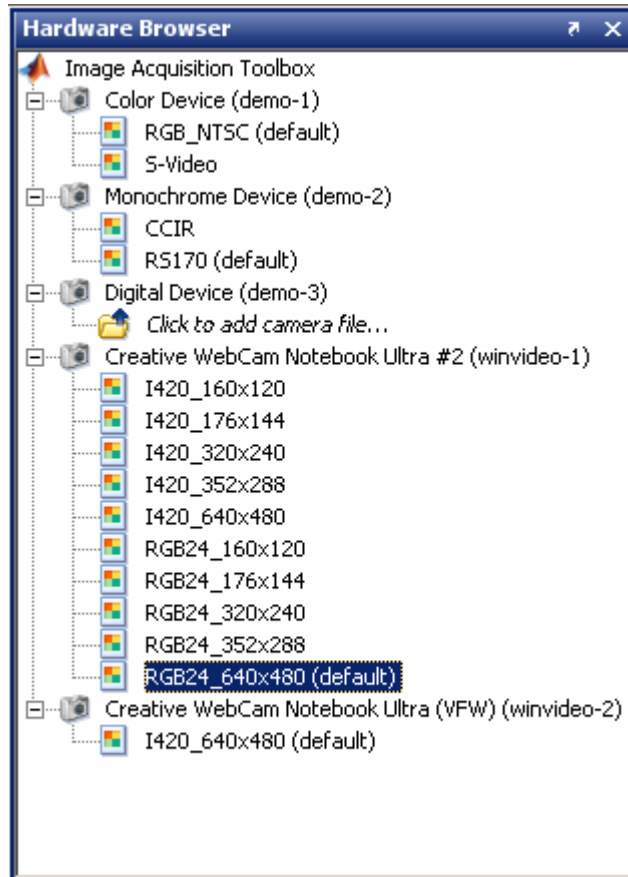 Hardware Browser
Image Acquisition Toolbox
Color Device (demo-1)
RGB_NTSC (default)
S-Video
Monochrome Device (demo-2)
CCIR
RS170 (default)
Digital Device (demo-3)
Click to add camera file...
Creative WebCam Notebook Ultra #2 (winvideo-1)
I420_160x120
I420_176x144
I420_320x240
I420_352x288
I420_640x480
RGB24_160x120
RGB24_176x144
RGB24_320x240
RGB24_352x288
RGB24_640x480 (default)
Creative WebCam Notebook Ultra (VFW) (winvideo-2)
I420_640x480 (default)